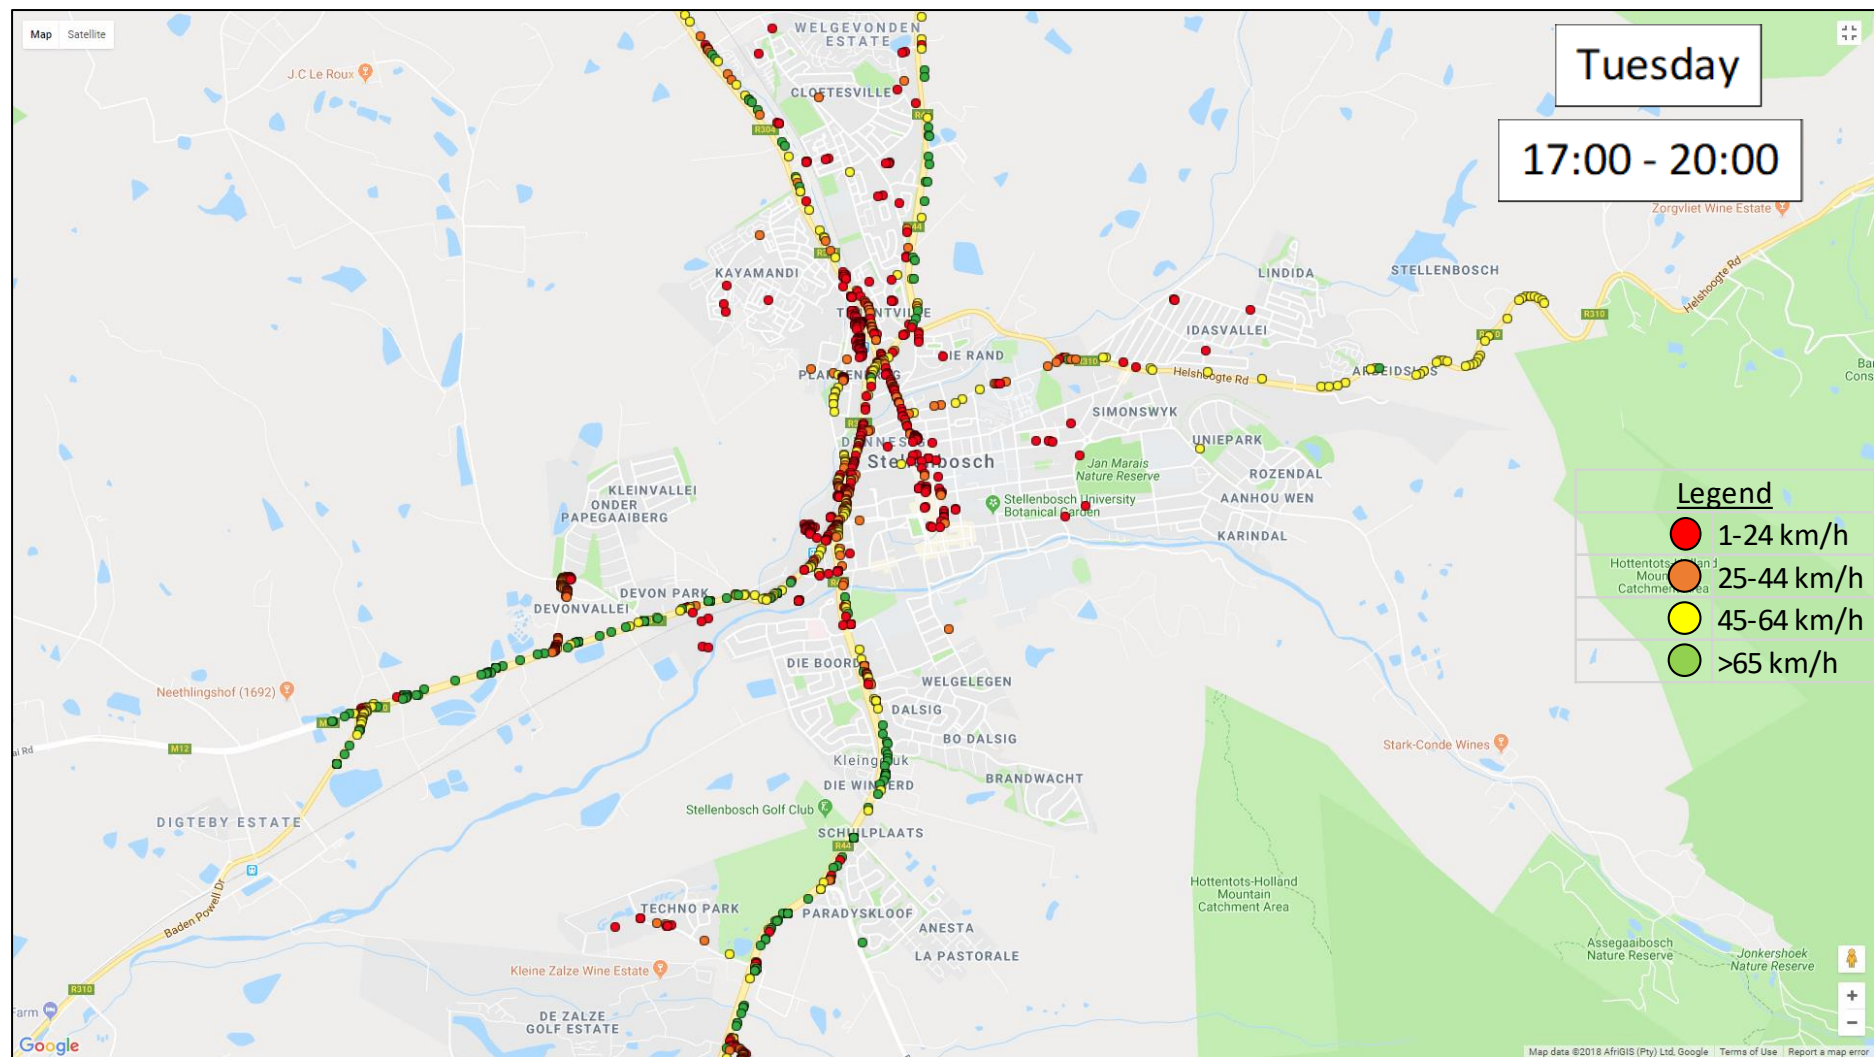 Map Satellite
WELGEVONDEN
ESTATE
Tuesday
J.C Le Roux
CLOETESVILLE
R304
17:00 - 20:00
Zorgvliet Wine Estate
KAYAMANDI
LINDIDA
STELLENBOSCH
Helshoogte Rd
R310
IDASVALLEI
DIE RAND
R310
Helshoogte Rd
SIMONSWYK
UNIEPARK
Jan Marais
Nature Reserve
ROZENDAL
KLEINVALLEI
ONDER
PAPEGAAIBERG
Stellenbosch University
Botanical Garden
AANHOU WEN
KARINDAL
Legend
1-24 km/h
25-44 km/h
45-64 km/h
>65 km/h
DEVON PARK
DEVONVALLEI
DIE BOORD
WELGELEGEN
Neethlingshof (1692)
DALSIG
BO DALSIG
M12
Stark-Conde Wines
BRANDWACHT
Stellenbosch Golf Club
DIGTEBY ESTATE
R44
Hottentots-Holland
Mountain
Catchment Area
TECHNO PARK
PARADYSKLOOF
ANESTA
LA PASTORALE
Baden Powell Dr
Assegaaibosch
Nature Reserve
Jonkershoek
Nature Reserve
Kleine Zalze Wine Estate
R310
DE ZALZE
GOLF ESTATE
Google
Map data ©2018 AfriGIS (Pty) Ltd, Google Terms of Use Report a map error